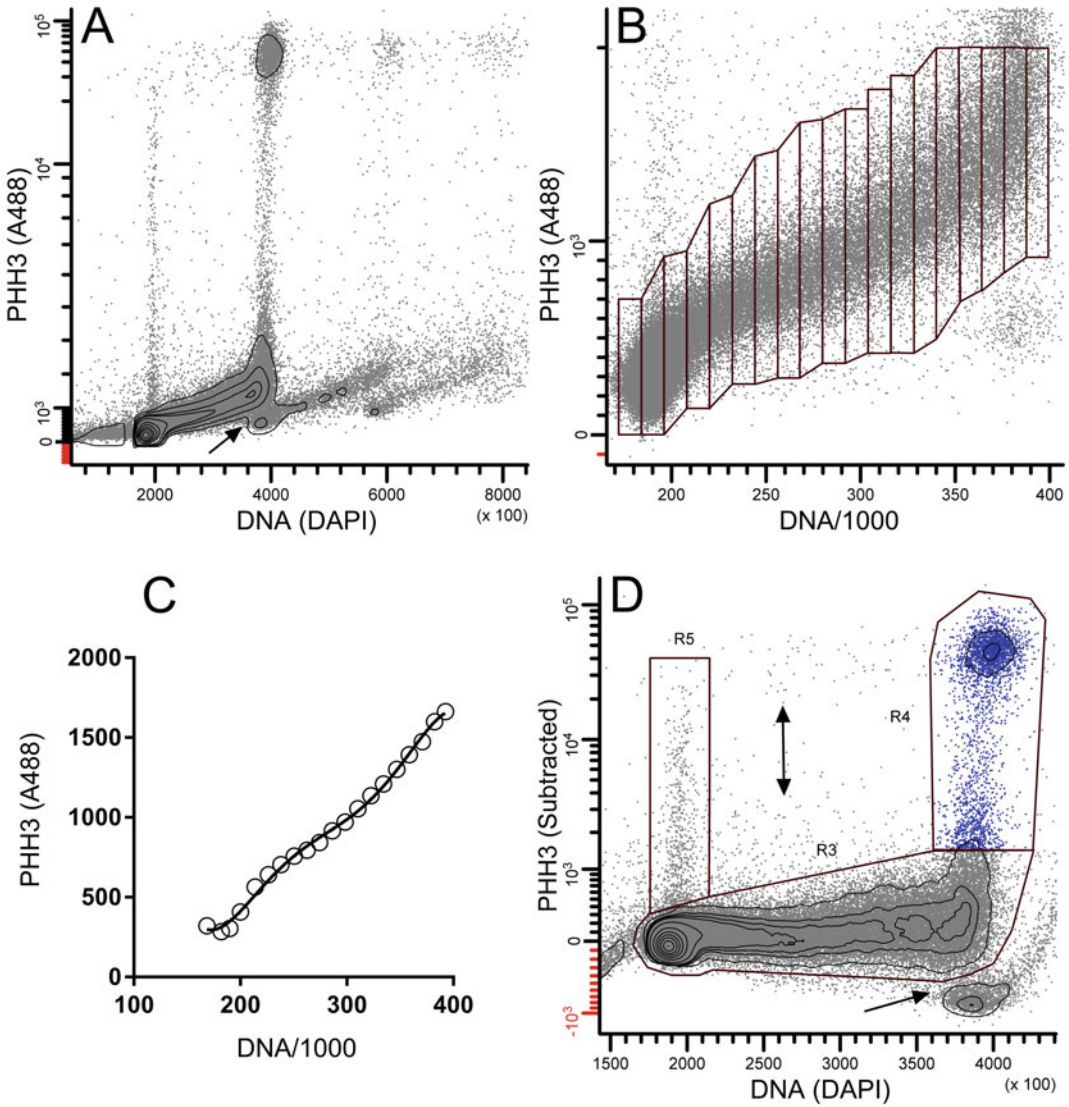 A
PHH3 (A488)
10^5
10^4
10^3
0
2000 4000 6000 8000
(x 100)
DNA (DAPI)
B
PHH3 (A488)
10^3
0
200 250 300 350 400
DNA/1000
C
PHH3 (A488)
2000
1500
1000
500
0
100 200 300 400
DNA/1000
D
PHH3 (Subtracted)
10^5
10^4
10^3
0
-10^3
R5
R4
R3
1500 2000 2500 3000 3500 4000
(x 100)
DNA (DAPI)